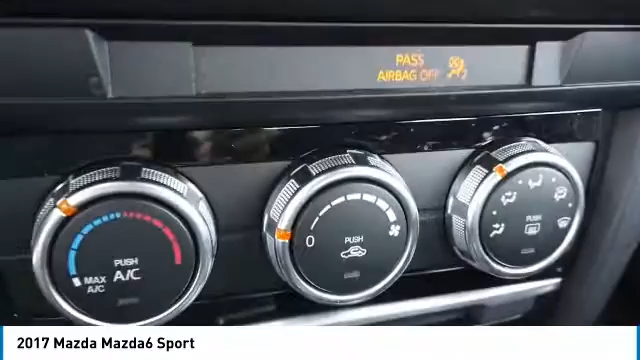 PASS
AIRBAG OFF
PUSH
A/C
MAX
A/C
0
PUSH
PUSH
2017 Mazda Mazda6 Sport